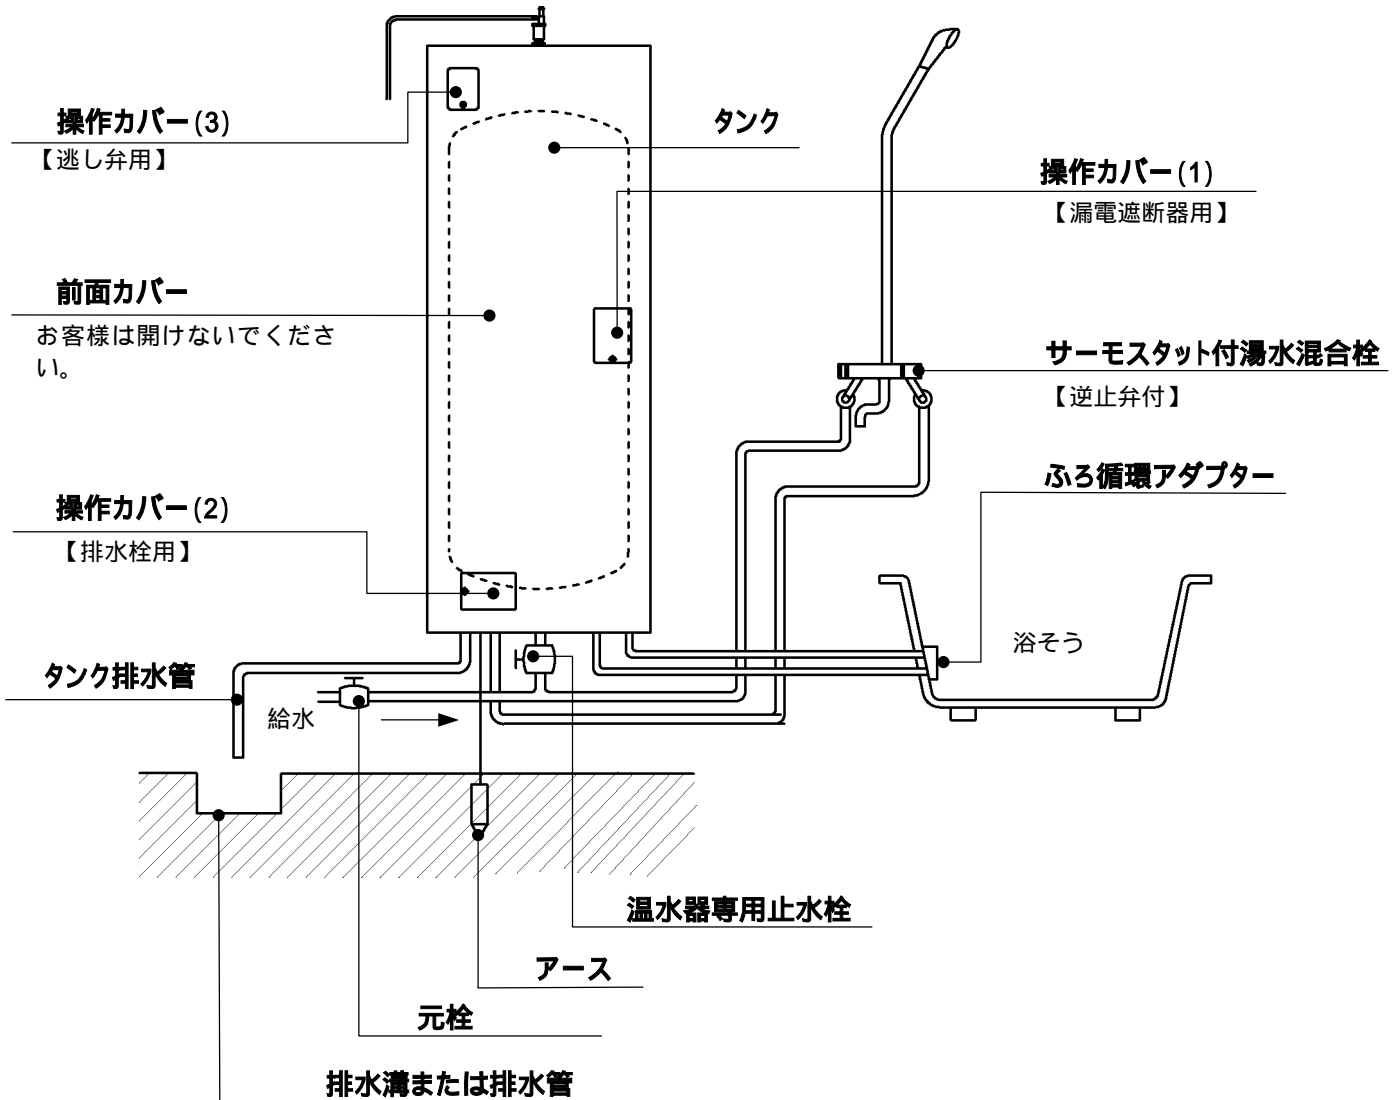 操作カバー(3)
【逃し弁用】
タンク
操作カバー(1)
【漏電遮断器用】
前面カバー
お客様は開けないでくださ
い。
サーモスタット付湯水混合栓
【逆止弁付】
ふろ循環アダプター
操作カバー(2)
【排水栓用】
浴そう
タンク排水管
給水
温水器専用止水栓
アース
元栓
排水溝または排水管